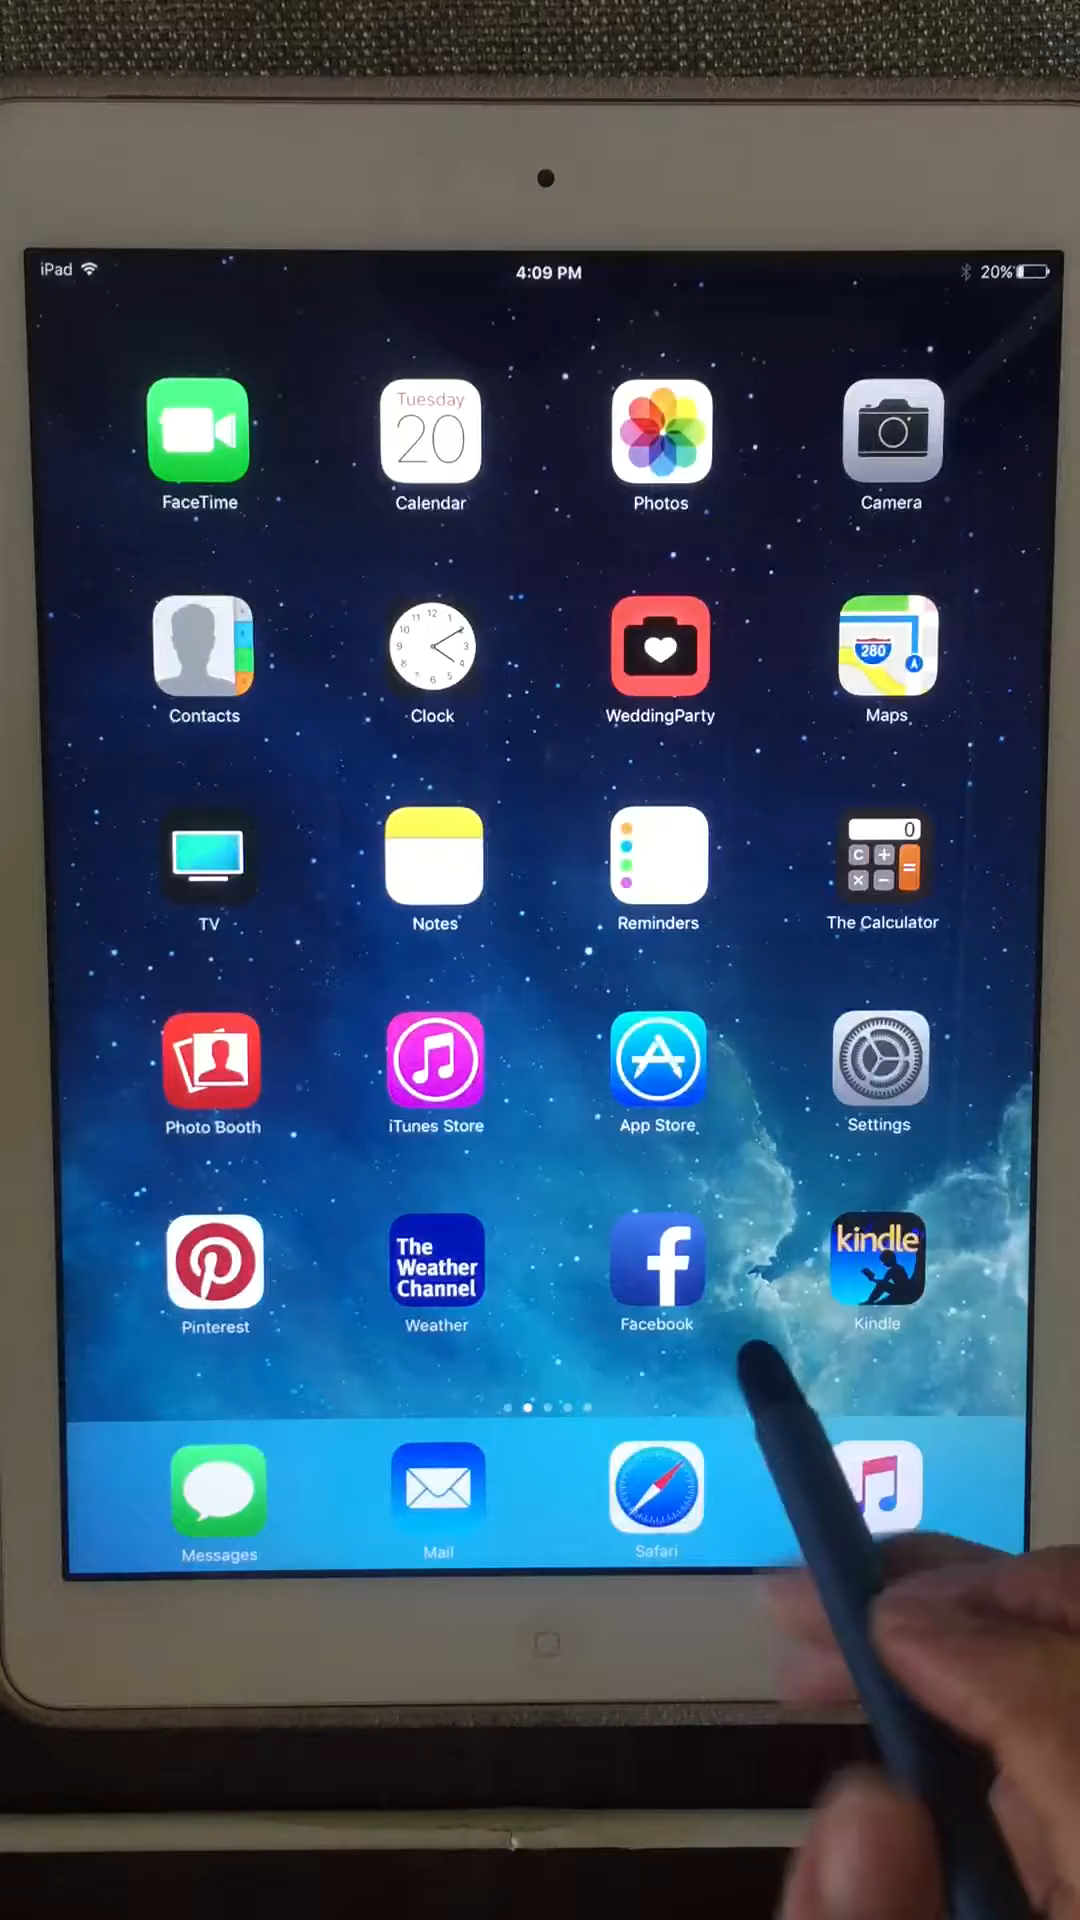 iPad 4:09 PM 20%
Tuesday
20
FaceTime Calendar Photos Camera
280
A
Contacts Clock WeddingParty Maps
0
C +
= 
× −
TV Notes Reminders The Calculator
Photo Booth iTunes Store App Store Settings
The
Weather
Channel
f
kindle
Pinterest Weather Facebook Kindle
Messages Mail Safari